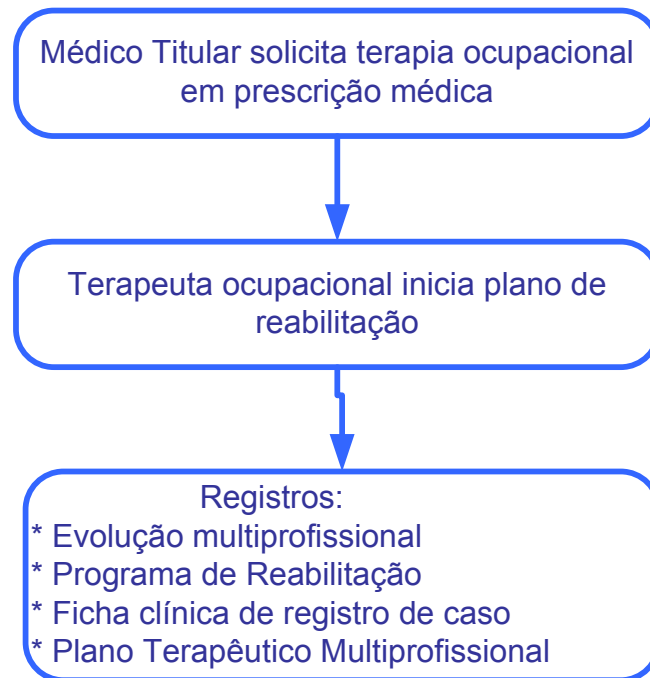 Médico Titular solicita terapia ocupacional
em prescrição médica
Terapeuta ocupacional inicia plano de
reabilitação
Registros:
* Evolução multiprofissional
* Programa de Reabilitação
* Ficha clínica de registro de caso
* Plano Terapêutico Multiprofissional